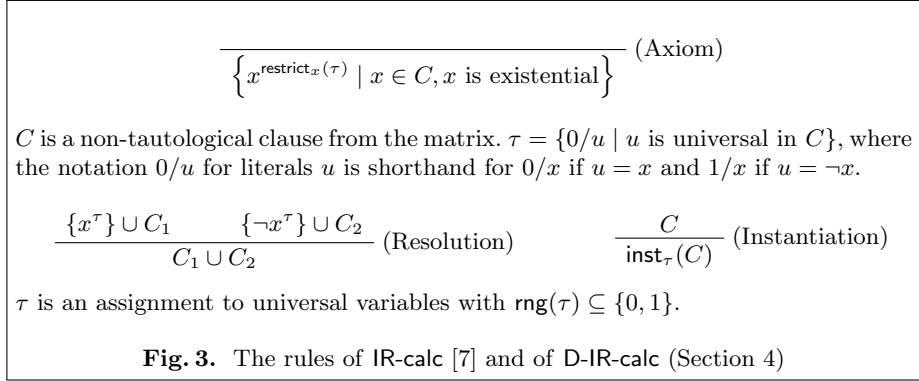 {x^{restrict_x(τ)} | x ∈ C, x is existential} (Axiom)
C is a non-tautological clause from the matrix. τ = {0/u | u is universal in C}, where
the notation 0/u for literals u is shorthand for 0/x if u = x and 1/x if u = ¬x.
{x^τ} ∪ C_1 {¬x^τ} ∪ C_2
C_1 ∪ C_2 (Resolution)
C
inst_τ(C) (Instantiation)
τ is an assignment to universal variables with rng(τ) ⊆ {0, 1}.
Fig. 3. The rules of IR-calc [7] and of D-IR-calc (Section 4)